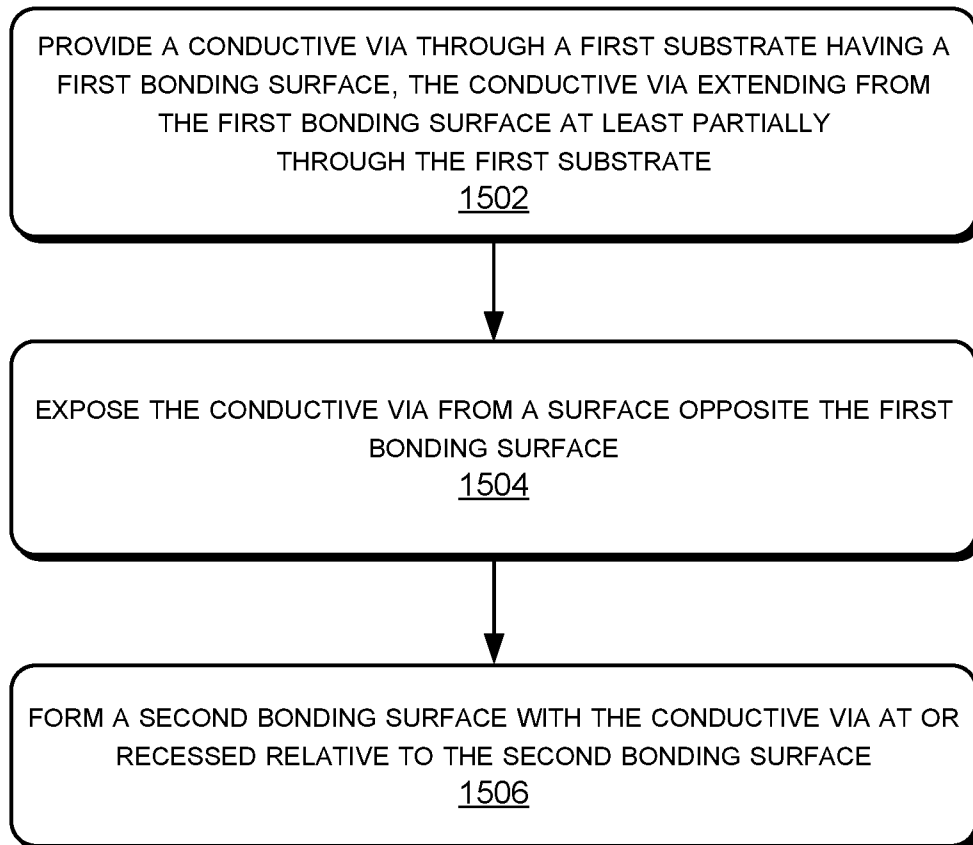 PROVIDE A CONDUCTIVE VIA THROUGH A FIRST SUBSTRATE HAVING A
FIRST BONDING SURFACE, THE CONDUCTIVE VIA EXTENDING FROM
THE FIRST BONDING SURFACE AT LEAST PARTIALLY
THROUGH THE FIRST SUBSTRATE
1502
EXPOSE THE CONDUCTIVE VIA FROM A SURFACE OPPOSITE THE FIRST
BONDING SURFACE
1504
FORM A SECOND BONDING SURFACE WITH THE CONDUCTIVE VIA AT OR
RECESSED RELATIVE TO THE SECOND BONDING SURFACE
1506